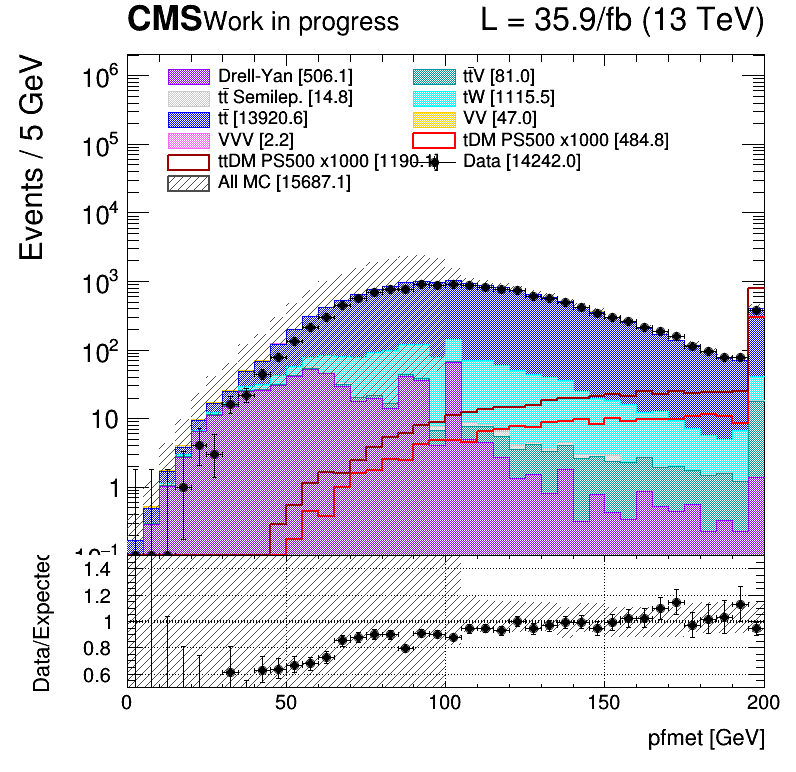 CMS Work in progress L = 35.9/fb (13 TeV)
Events / 5 GeV
Drell-Yan [506.1] tt̄V [81.0]
tt̄ Semilep. [14.8] tW [1115.5]
tt̄ [13920.6] VV [47.0]
VVV [2.2] tDM PS500 x1000 [484.8]
ttDM PS500 x1000 [1190.1] Data [14242.0]
All MC [15687.1]
10⁶
10⁵
10⁴
10³
10²
10
1
10⁻¹
Data/Expected
1.4
1.2
1
0.8
0.6
0 50 100 150 200
pfmet [GeV]